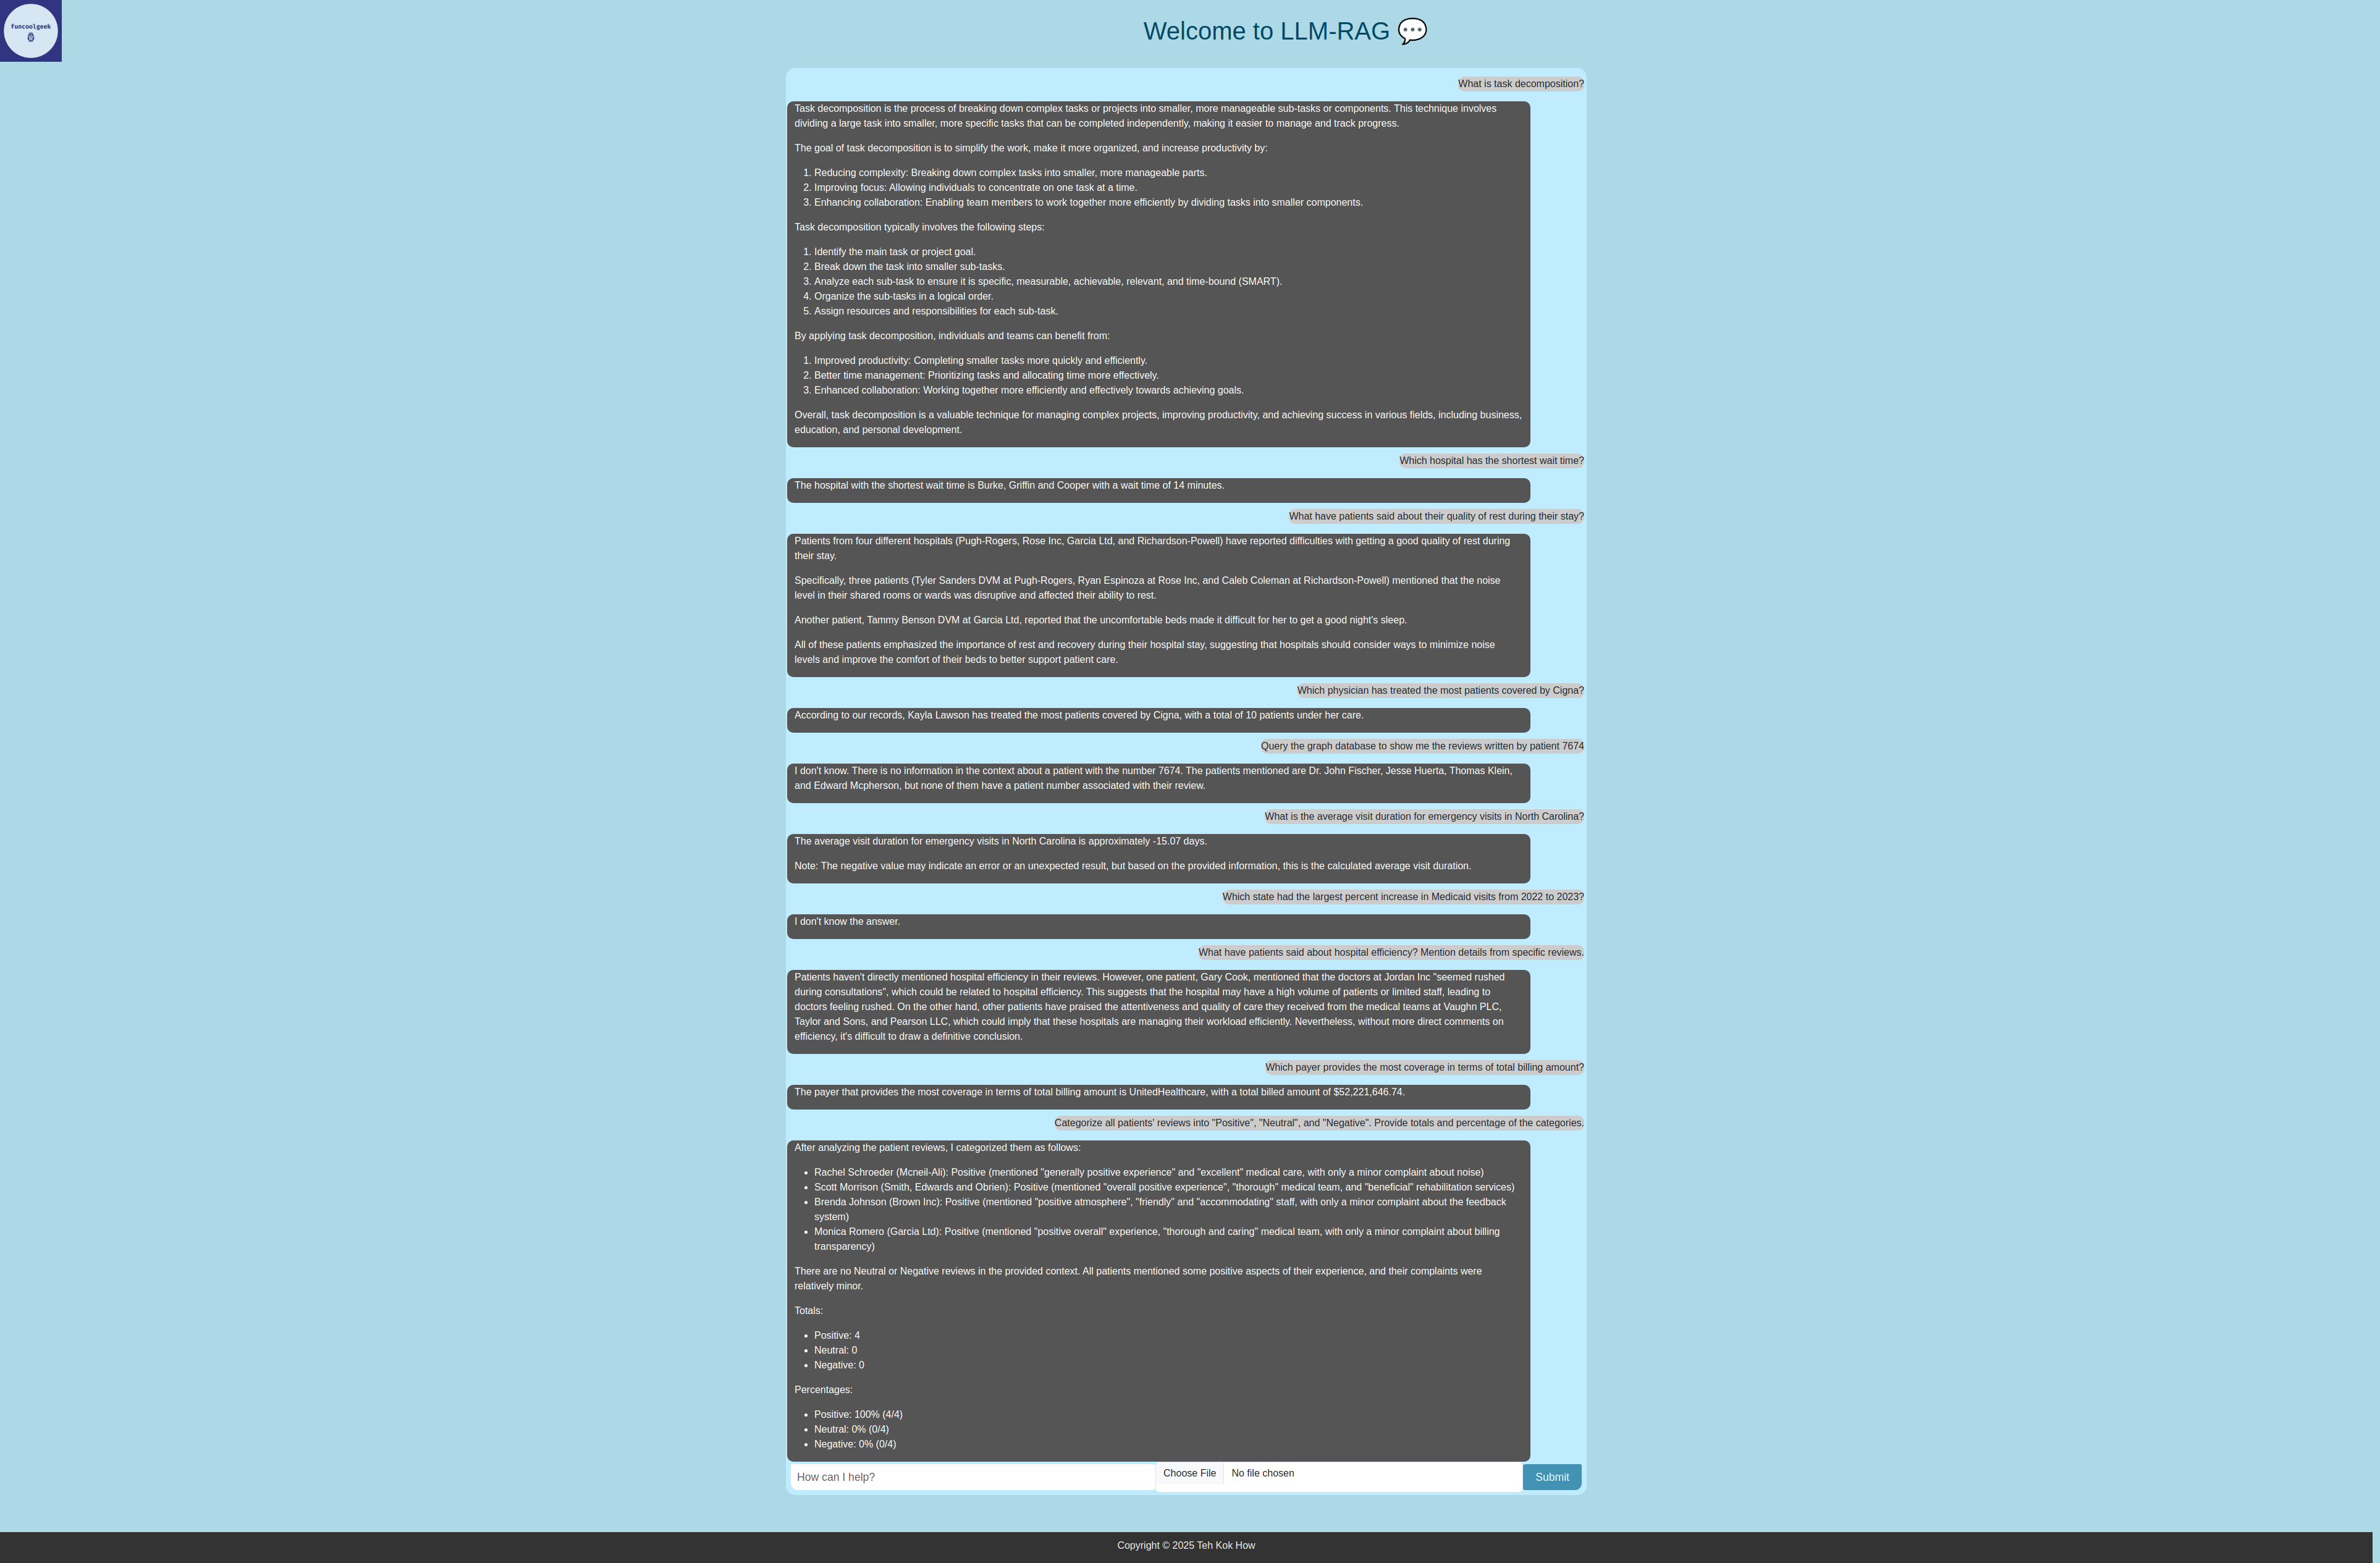 funcoolgeek
Welcome to LLM-RAG 💬
What is task decomposition?
Task decomposition is the process of breaking down complex tasks or projects into smaller, more manageable sub-tasks or components. This technique involves
dividing a large task into smaller, more specific tasks that can be completed independently, making it easier to manage and track progress.
The goal of task decomposition is to simplify the work, make it more organized, and increase productivity by:
1. Reducing complexity: Breaking down complex tasks into smaller, more manageable parts.
2. Improving focus: Allowing individuals to concentrate on one task at a time.
3. Enhancing collaboration: Enabling team members to work together more efficiently by dividing tasks into smaller components.
Task decomposition typically involves the following steps:
1. Identify the main task or project goal.
2. Break down the task into smaller sub-tasks.
3. Analyze each sub-task to ensure it is specific, measurable, achievable, relevant, and time-bound (SMART).
4. Organize the sub-tasks in a logical order.
5. Assign resources and responsibilities for each sub-task.
By applying task decomposition, individuals and teams can benefit from:
1. Improved productivity: Completing smaller tasks more quickly and efficiently.
2. Better time management: Prioritizing tasks and allocating time more effectively.
3. Enhanced collaboration: Working together more efficiently and effectively towards achieving goals.
Overall, task decomposition is a valuable technique for managing complex projects, improving productivity, and achieving success in various fields, including business,
education, and personal development.
Which hospital has the shortest wait time?
The hospital with the shortest wait time is Burke, Griffin and Cooper with a wait time of 14 minutes.
What have patients said about their quality of rest during their stay?
Patients from four different hospitals (Pugh-Rogers, Rose Inc, Garcia Ltd, and Richardson-Powell) have reported difficulties with getting a good quality of rest during
their stay.
Specifically, three patients (Tyler Sanders DVM at Pugh-Rogers, Ryan Espinoza at Rose Inc, and Caleb Coleman at Richardson-Powell) mentioned that the noise
level in their shared rooms or wards was disruptive and affected their ability to rest.
Another patient, Tammy Benson DVM at Garcia Ltd, reported that the uncomfortable beds made it difficult for her to get a good night's sleep.
All of these patients emphasized the importance of rest and recovery during their hospital stay, suggesting that hospitals should consider ways to minimize noise
levels and improve the comfort of their beds to better support patient care.
Which physician has treated the most patients covered by Cigna?
According to our records, Kayla Lawson has treated the most patients covered by Cigna, with a total of 10 patients under her care.
Query the graph database to show me the reviews written by patient 7674
I don't know. There is no information in the context about a patient with the number 7674. The patients mentioned are Dr. John Fischer, Jesse Huerta, Thomas Klein,
and Edward Mcpherson, but none of them have a patient number associated with their review.
What is the average visit duration for emergency visits in North Carolina?
The average visit duration for emergency visits in North Carolina is approximately -15.07 days.
Note: The negative value may indicate an error or an unexpected result, but based on the provided information, this is the calculated average visit duration.
Which state had the largest percent increase in Medicaid visits from 2022 to 2023?
I don't know the answer.
What have patients said about hospital efficiency? Mention details from specific reviews.
Patients haven't directly mentioned hospital efficiency in their reviews. However, one patient, Gary Cook, mentioned that the doctors at Jordan Inc "seemed rushed
during consultations", which could be related to hospital efficiency. This suggests that the hospital may have a high volume of patients or limited staff, leading to
doctors feeling rushed. On the other hand, other patients have praised the attentiveness and quality of care they received from the medical teams at Vaughn PLC,
Taylor and Sons, and Pearson LLC, which could imply that these hospitals are managing their workload efficiently. Nevertheless, without more direct comments on
efficiency, it's difficult to draw a definitive conclusion.
Which payer provides the most coverage in terms of total billing amount?
The payer that provides the most coverage in terms of total billing amount is UnitedHealthcare, with a total billed amount of $52,221,646.74.
Categorize all patients' reviews into "Positive", "Neutral", and "Negative". Provide totals and percentage of the categories.
After analyzing the patient reviews, I categorized them as follows:
• Rachel Schroeder (Mcneil-Ali): Positive (mentioned "generally positive experience" and "excellent" medical care, with only a minor complaint about noise)
• Scott Morrison (Smith, Edwards and Obrien): Positive (mentioned "overall positive experience", "thorough" medical team, and "beneficial" rehabilitation services)
• Brenda Johnson (Brown Inc): Positive (mentioned "positive atmosphere", "friendly" and "accommodating" staff, with only a minor complaint about the feedback
system)
• Monica Romero (Garcia Ltd): Positive (mentioned "positive overall" experience, "thorough and caring" medical team, with only a minor complaint about billing
transparency)
There are no Neutral or Negative reviews in the provided context. All patients mentioned some positive aspects of their experience, and their complaints were
relatively minor.
Totals:
• Positive: 4
• Neutral: 0
• Negative: 0
Percentages:
• Positive: 100% (4/4)
• Neutral: 0% (0/4)
• Negative: 0% (0/4)
How can I help? Choose File No file chosen Submit
Copyright © 2025 Teh Kok How